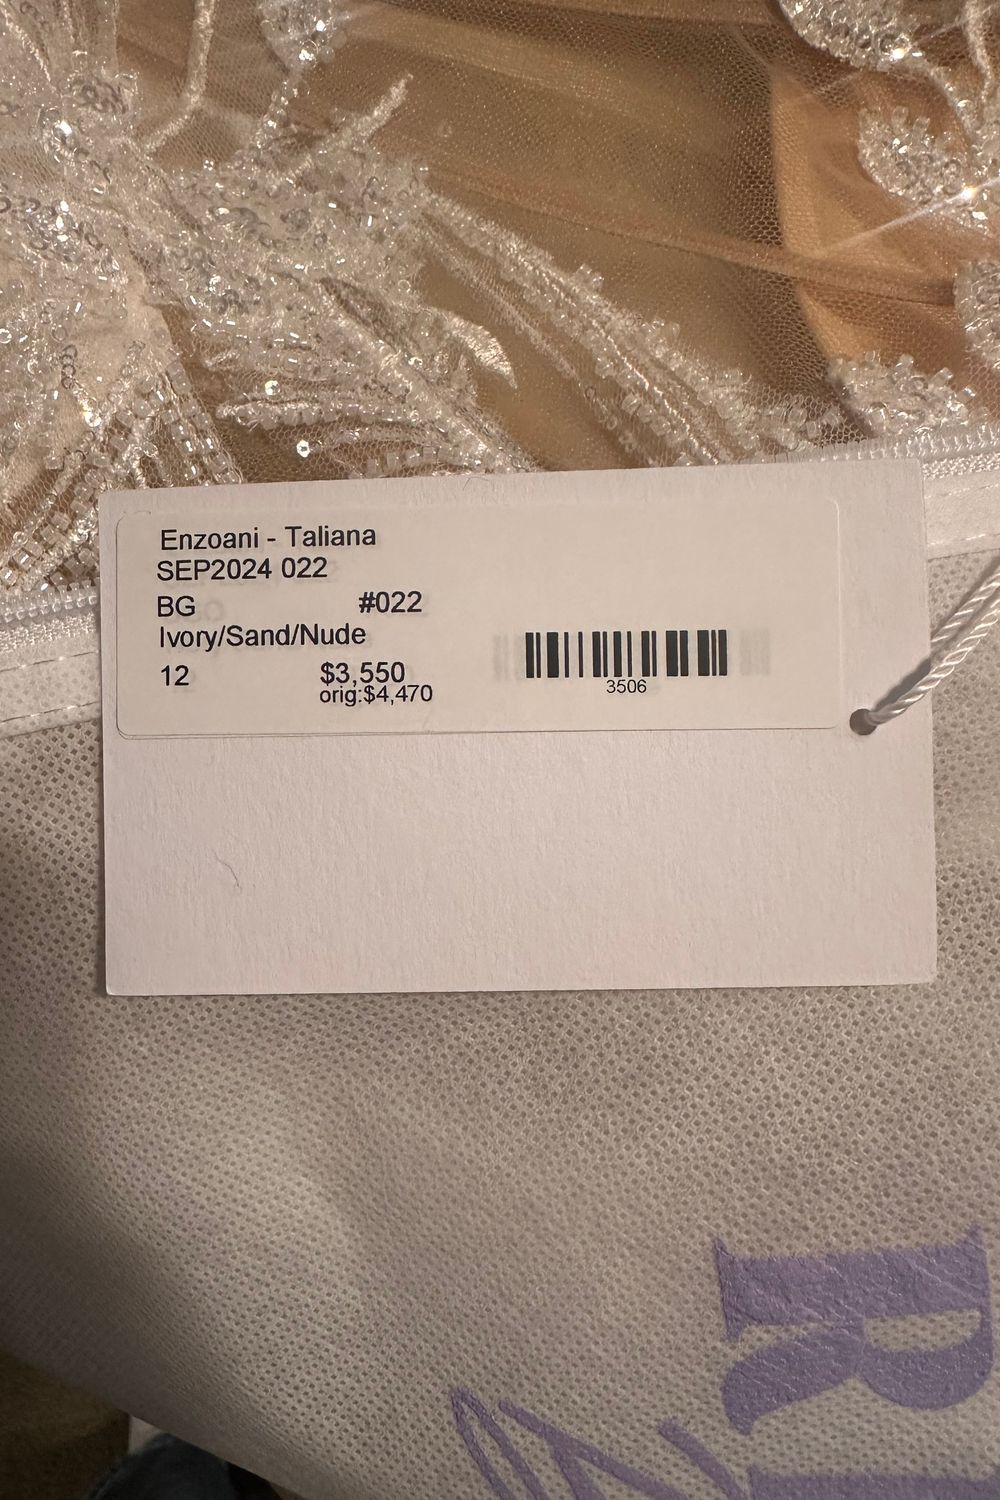 Enzoani - Taliana
SEP2024 022
BG #022
Ivory/Sand/Nude
12 $3,550
orig:$4,470
3506
R